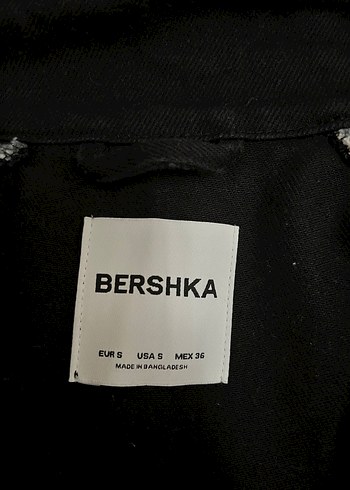 BERSHKA
EUR S USA S MEX 36
MADE IN BANGLADESH